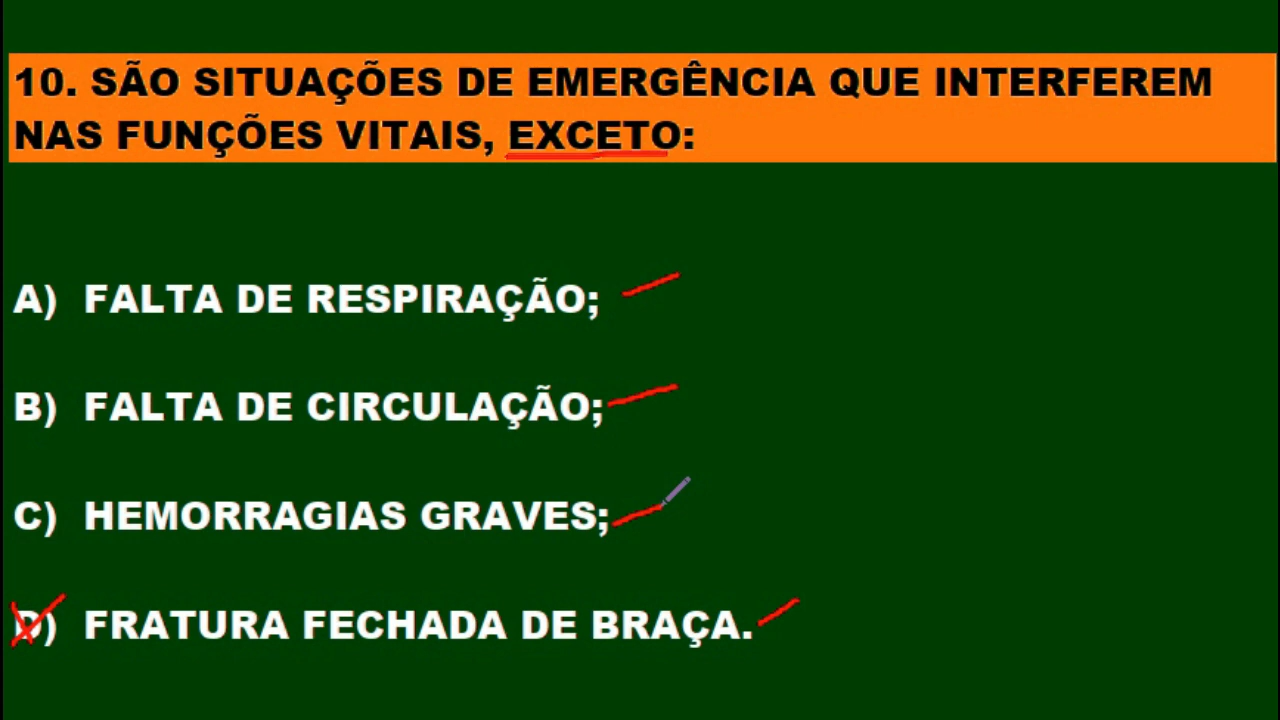 10. SÃO SITUAÇÕES DE EMERGÊNCIA QUE INTERFEREM
NAS FUNÇÕES VITAIS, EXCETO:
A) FALTA DE RESPIRAÇÃO;
B) FALTA DE CIRCULAÇÃO;
C) HEMORRAGIAS GRAVES;
D) FRATURA FECHADA DE BRAÇA.